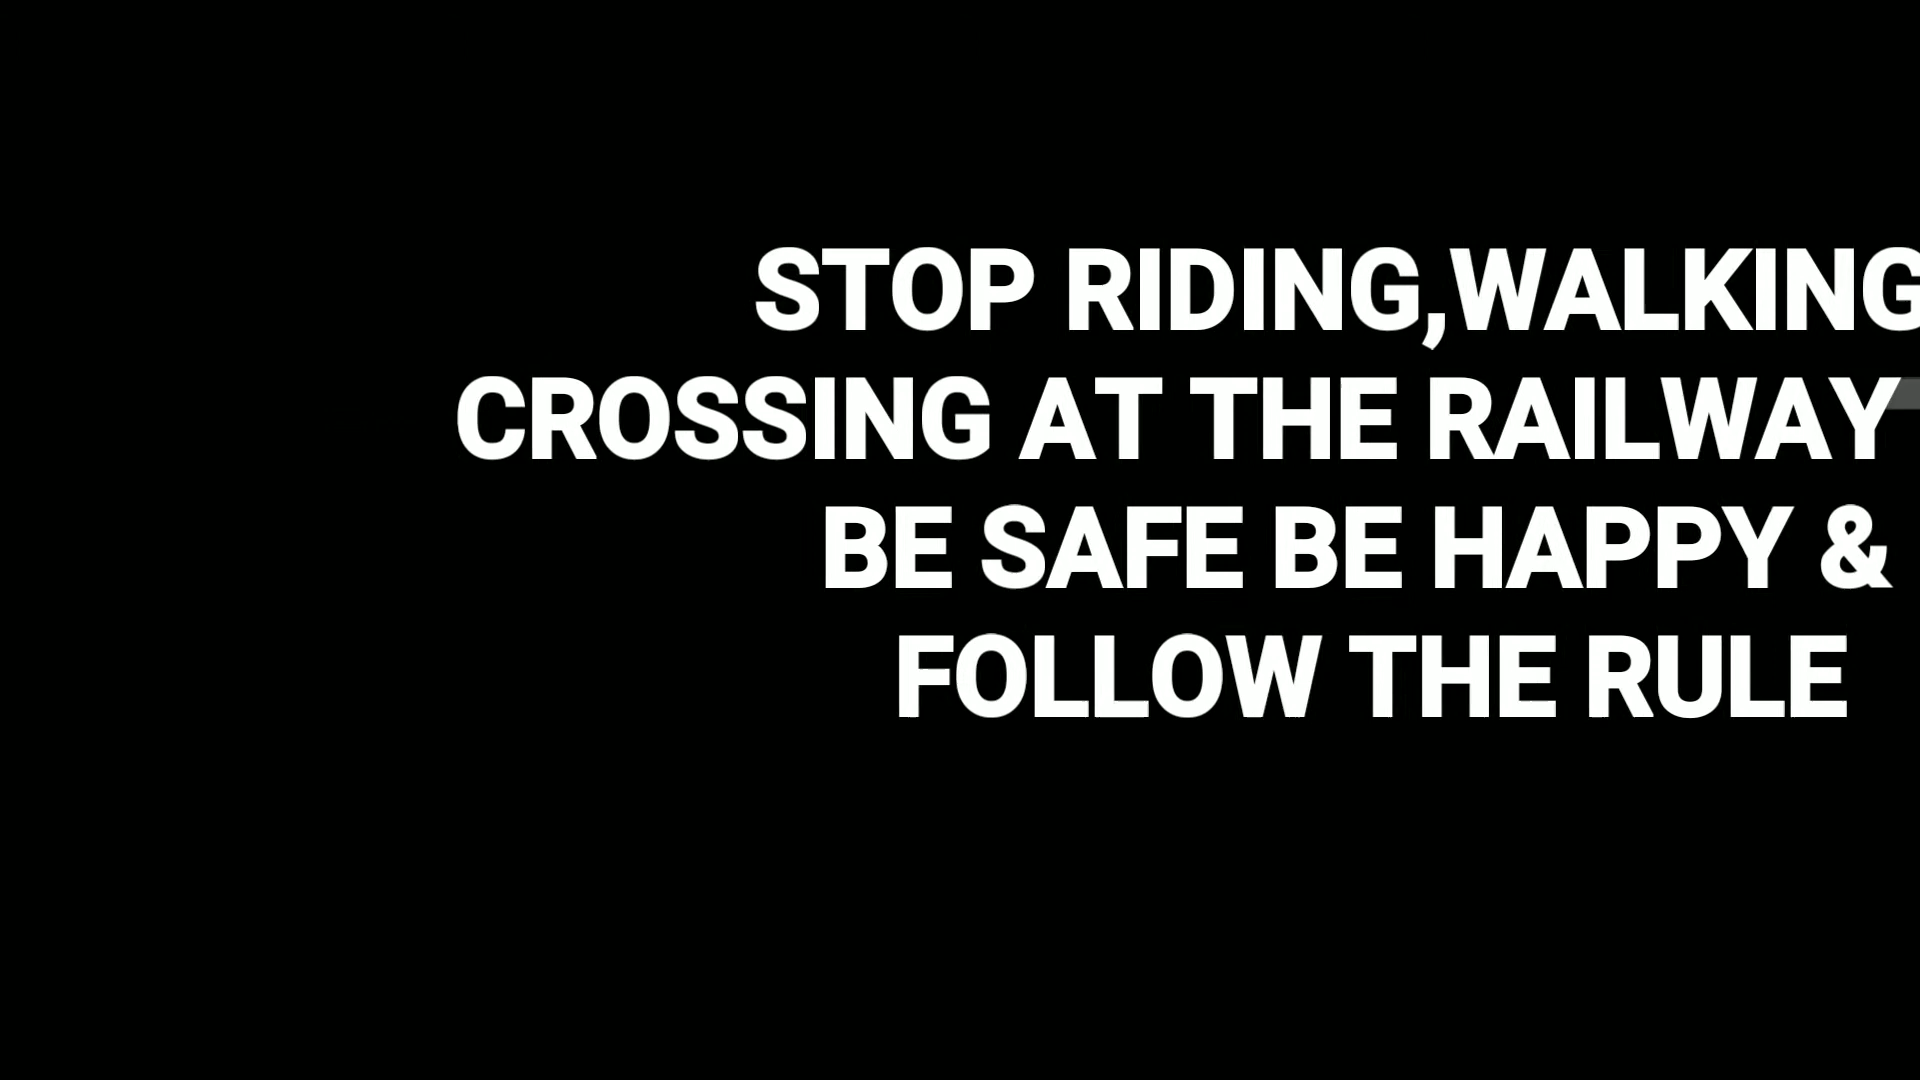 STOP RIDING,WALKING
CROSSING AT THE RAILWAY
BE SAFE BE HAPPY &
FOLLOW THE RULE